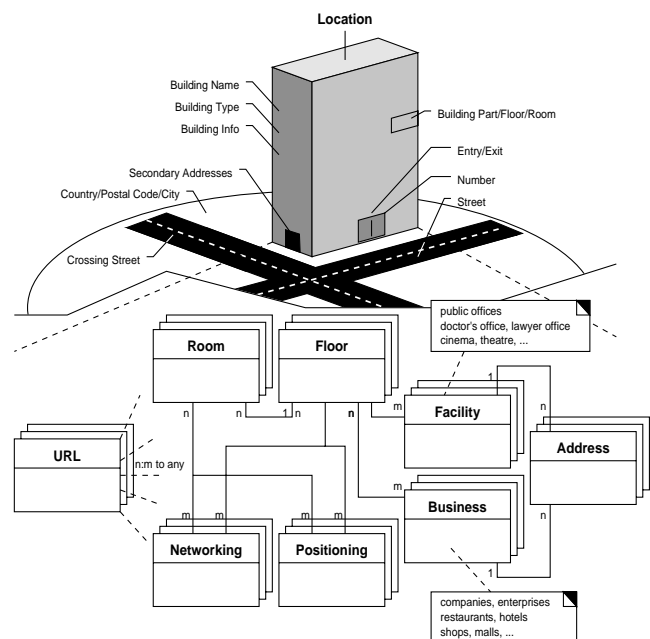 Location
Building Name
Building Type
Building Info
Building Part/Floor/Room
Entry/Exit
Secondary Addresses
Number
Country/Postal Code/City
Street
Crossing Street
public offices
doctor's office, lawyer office
cinema, theatre, ...
Room
Floor
1
n
n
1
n
n
m
Facility
n
URL
Address
n:m to any
m
Business
n
m
m
m
m
Networking
Positioning
1
companies, enterprises
restaurants, hotels
shops, malls, ...